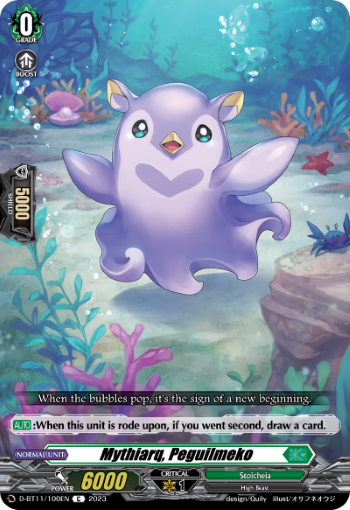 0
GRADE
BOOST
5000
SHIELD
When the bubbles pop, it's the sign of a new beginning.
AUTO:When this unit is rode upon, if you went second, draw a card.
NORMAL UNIT
Mythiarq, Peguilmeko
POWER 6000
CRITICAL
1
Stoicheia
High Beast
D-BT11/100EN C 2023
design/Quily illust/オサフネオウジ